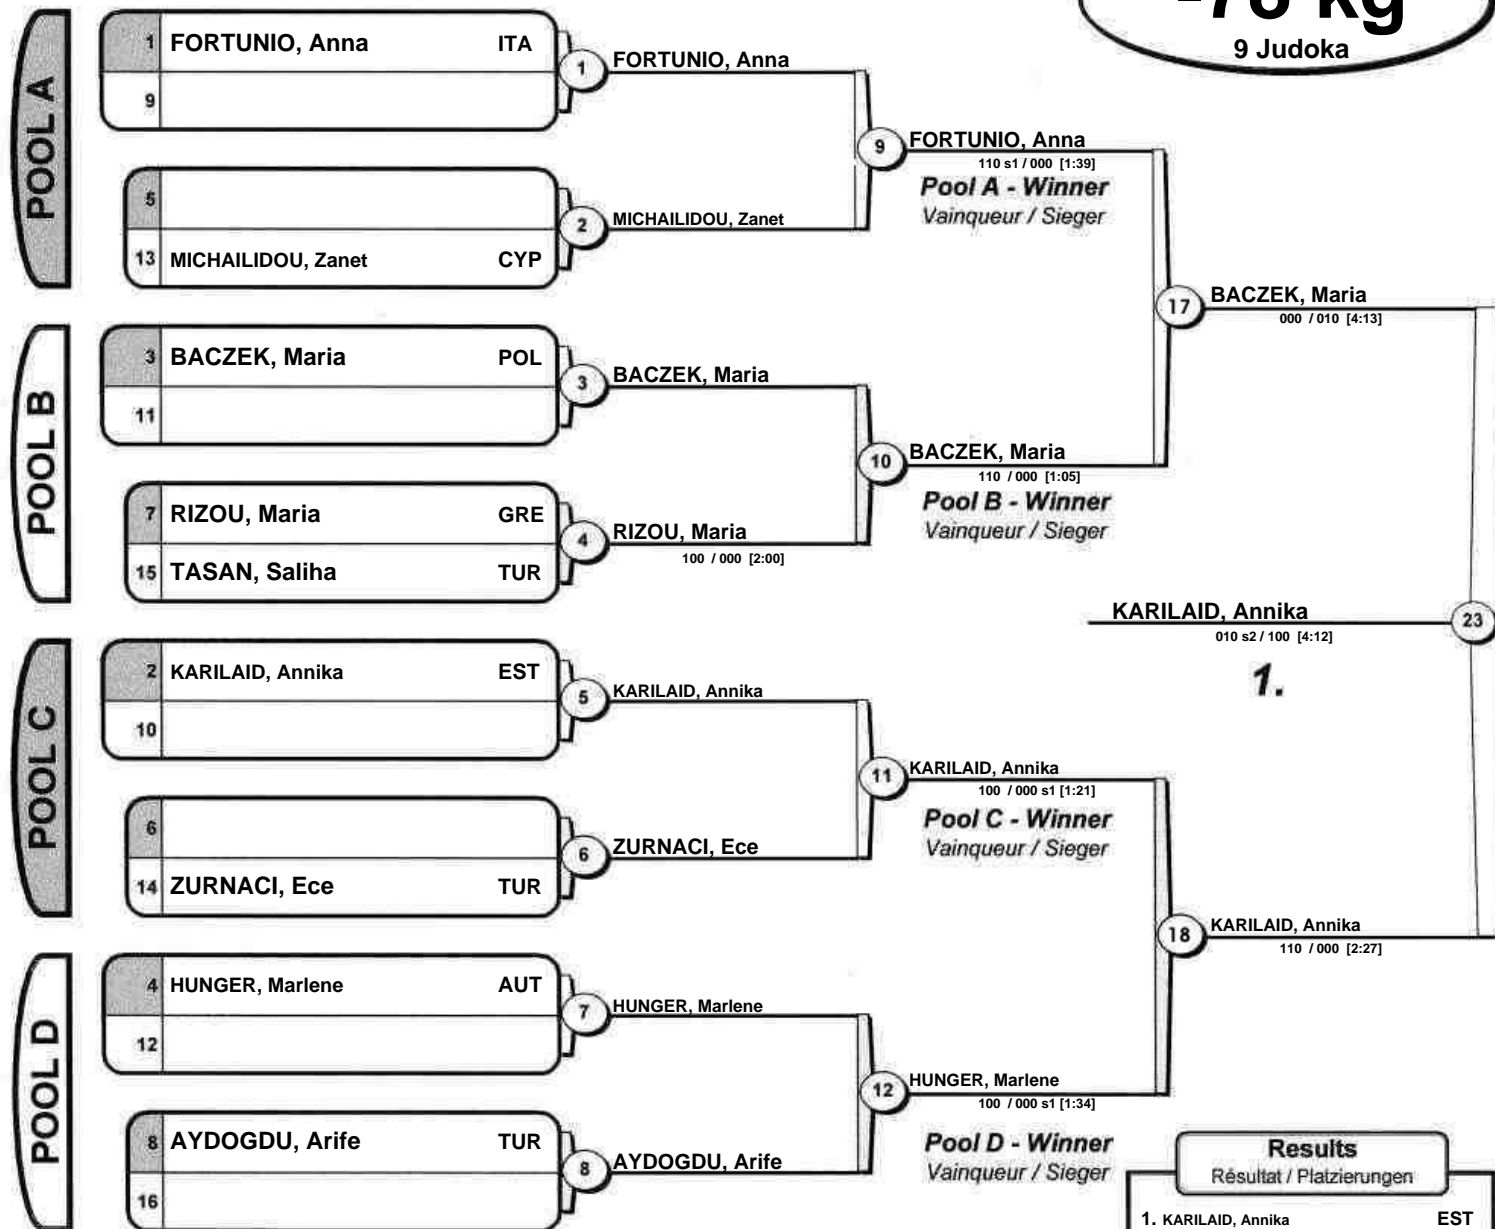 -78 kg
9 Judoka
POOL A
1 FORTUNIO, Anna ITA
9
1 FORTUNIO, Anna
5
13 MICHAILIDOU, Zanet CYP
2 MICHAILIDOU, Zanet
9 FORTUNIO, Anna
110 s1 / 000 [1:39]
Pool A - Winner
Vainqueur / Sieger
POOL B
3 BACZEK, Maria POL
11
3 BACZEK, Maria
7 RIZOU, Maria GRE
15 TASAN, Saliha TUR
4 RIZOU, Maria
100 / 000 [2:00]
10 BACZEK, Maria
110 / 000 [1:05]
Pool B - Winner
Vainqueur / Sieger
17 BACZEK, Maria
000 / 010 [4:13]
KARILAID, Annika 23
010 s2 / 100 [4:12]
1.
POOL C
2 KARILAID, Annika EST
10
5 KARILAID, Annika
6
14 ZURNACI, Ece TUR
6 ZURNACI, Ece
11 KARILAID, Annika
100 / 000 s1 [1:21]
Pool C - Winner
Vainqueur / Sieger
18 KARILAID, Annika
110 / 000 [2:27]
POOL D
4 HUNGER, Marlene AUT
12
7 HUNGER, Marlene
8 AYDOGDU, Arife TUR
16
8 AYDOGDU, Arife
12 HUNGER, Marlene
100 / 000 s1 [1:34]
Pool D - Winner
Vainqueur / Sieger
Results
Résultat / Platzierungen
1. KARILAID, Annika EST